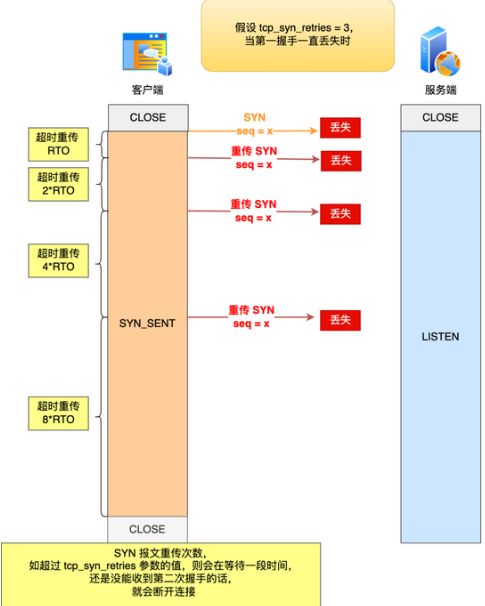 假设 tcp_syn_retries = 3，
当第一握手一直丢失时
客户端
服务端
CLOSE
CLOSE
SYN
seq = x
丢失
超时重传
RTO
重传 SYN
seq = x
丢失
超时重传
2*RTO
重传 SYN
seq = x
丢失
超时重传
4*RTO
重传 SYN
seq = x
丢失
SYN_SENT
LISTEN
超时重传
8*RTO
CLOSE
SYN 报文重传次数，
如超过 tcp_syn_retries 参数的值，则会在等待一段时间，
还是没能收到第二次握手的话，
就会断开连接